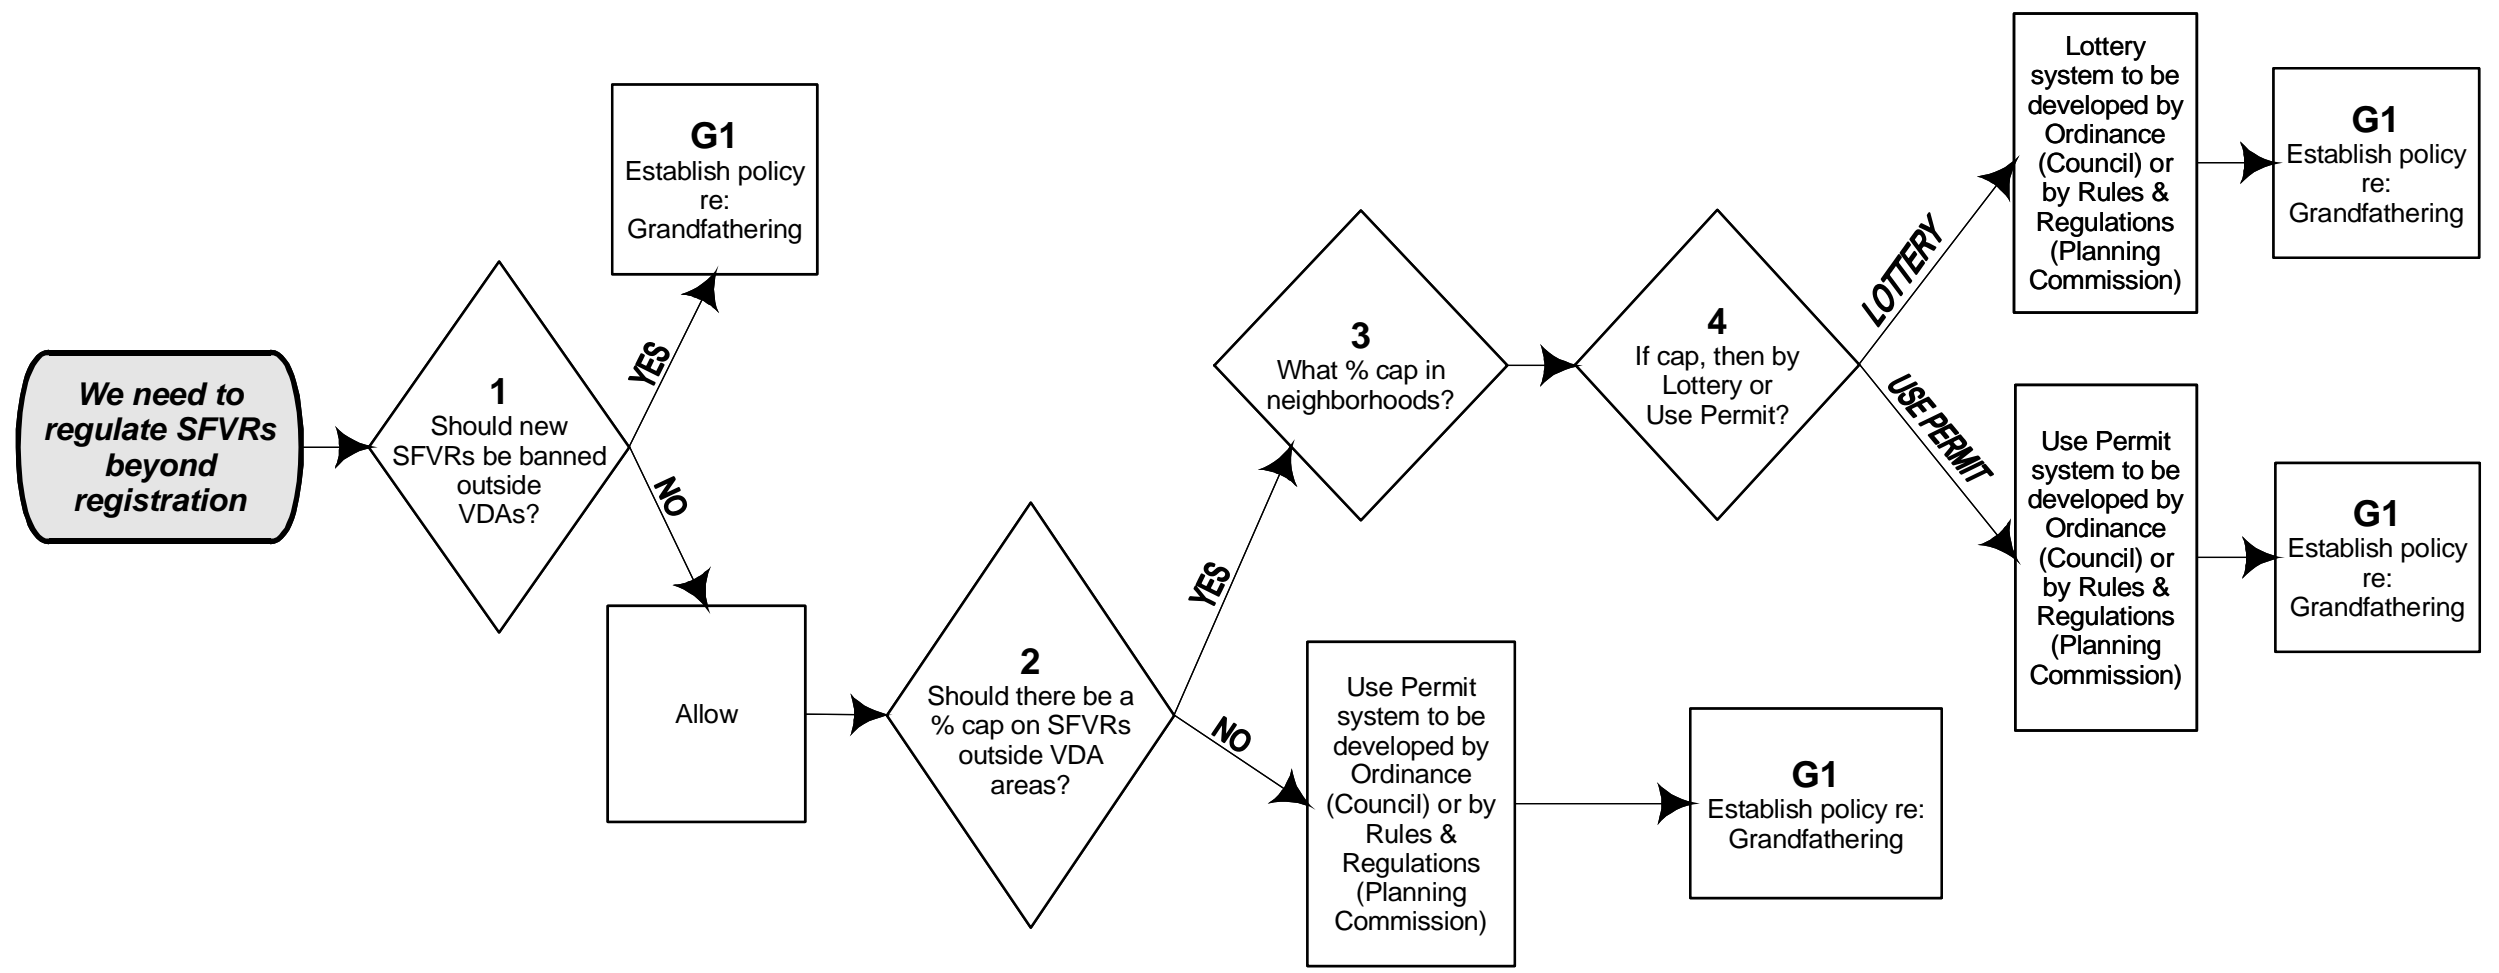 We need to
regulate SFVRs
beyond
registration
1
Should new
SFVRs be banned
outside
VDAs?
YES
G1
Establish policy
re:
Grandfathering
NO
Allow
2
Should there be a
% cap on SFVRs
outside VDA
areas?
YES
3
What % cap in
neighborhoods?
4
If cap, then by
Lottery or
Use Permit?
LOTTERY
Lottery
system to be
developed by
Ordinance
(Council) or
by Rules &
Regulations
(Planning
Commission)
G1
Establish policy
re:
Grandfathering
USE PERMIT
Use Permit
system to be
developed by
Ordinance
(Council) or
by Rules &
Regulations
(Planning
Commission)
G1
Establish policy
re:
Grandfathering
NO
Use Permit
system to be
developed by
Ordinance
(Council) or by
Rules &
Regulations
(Planning
Commission)
G1
Establish policy re:
Grandfathering